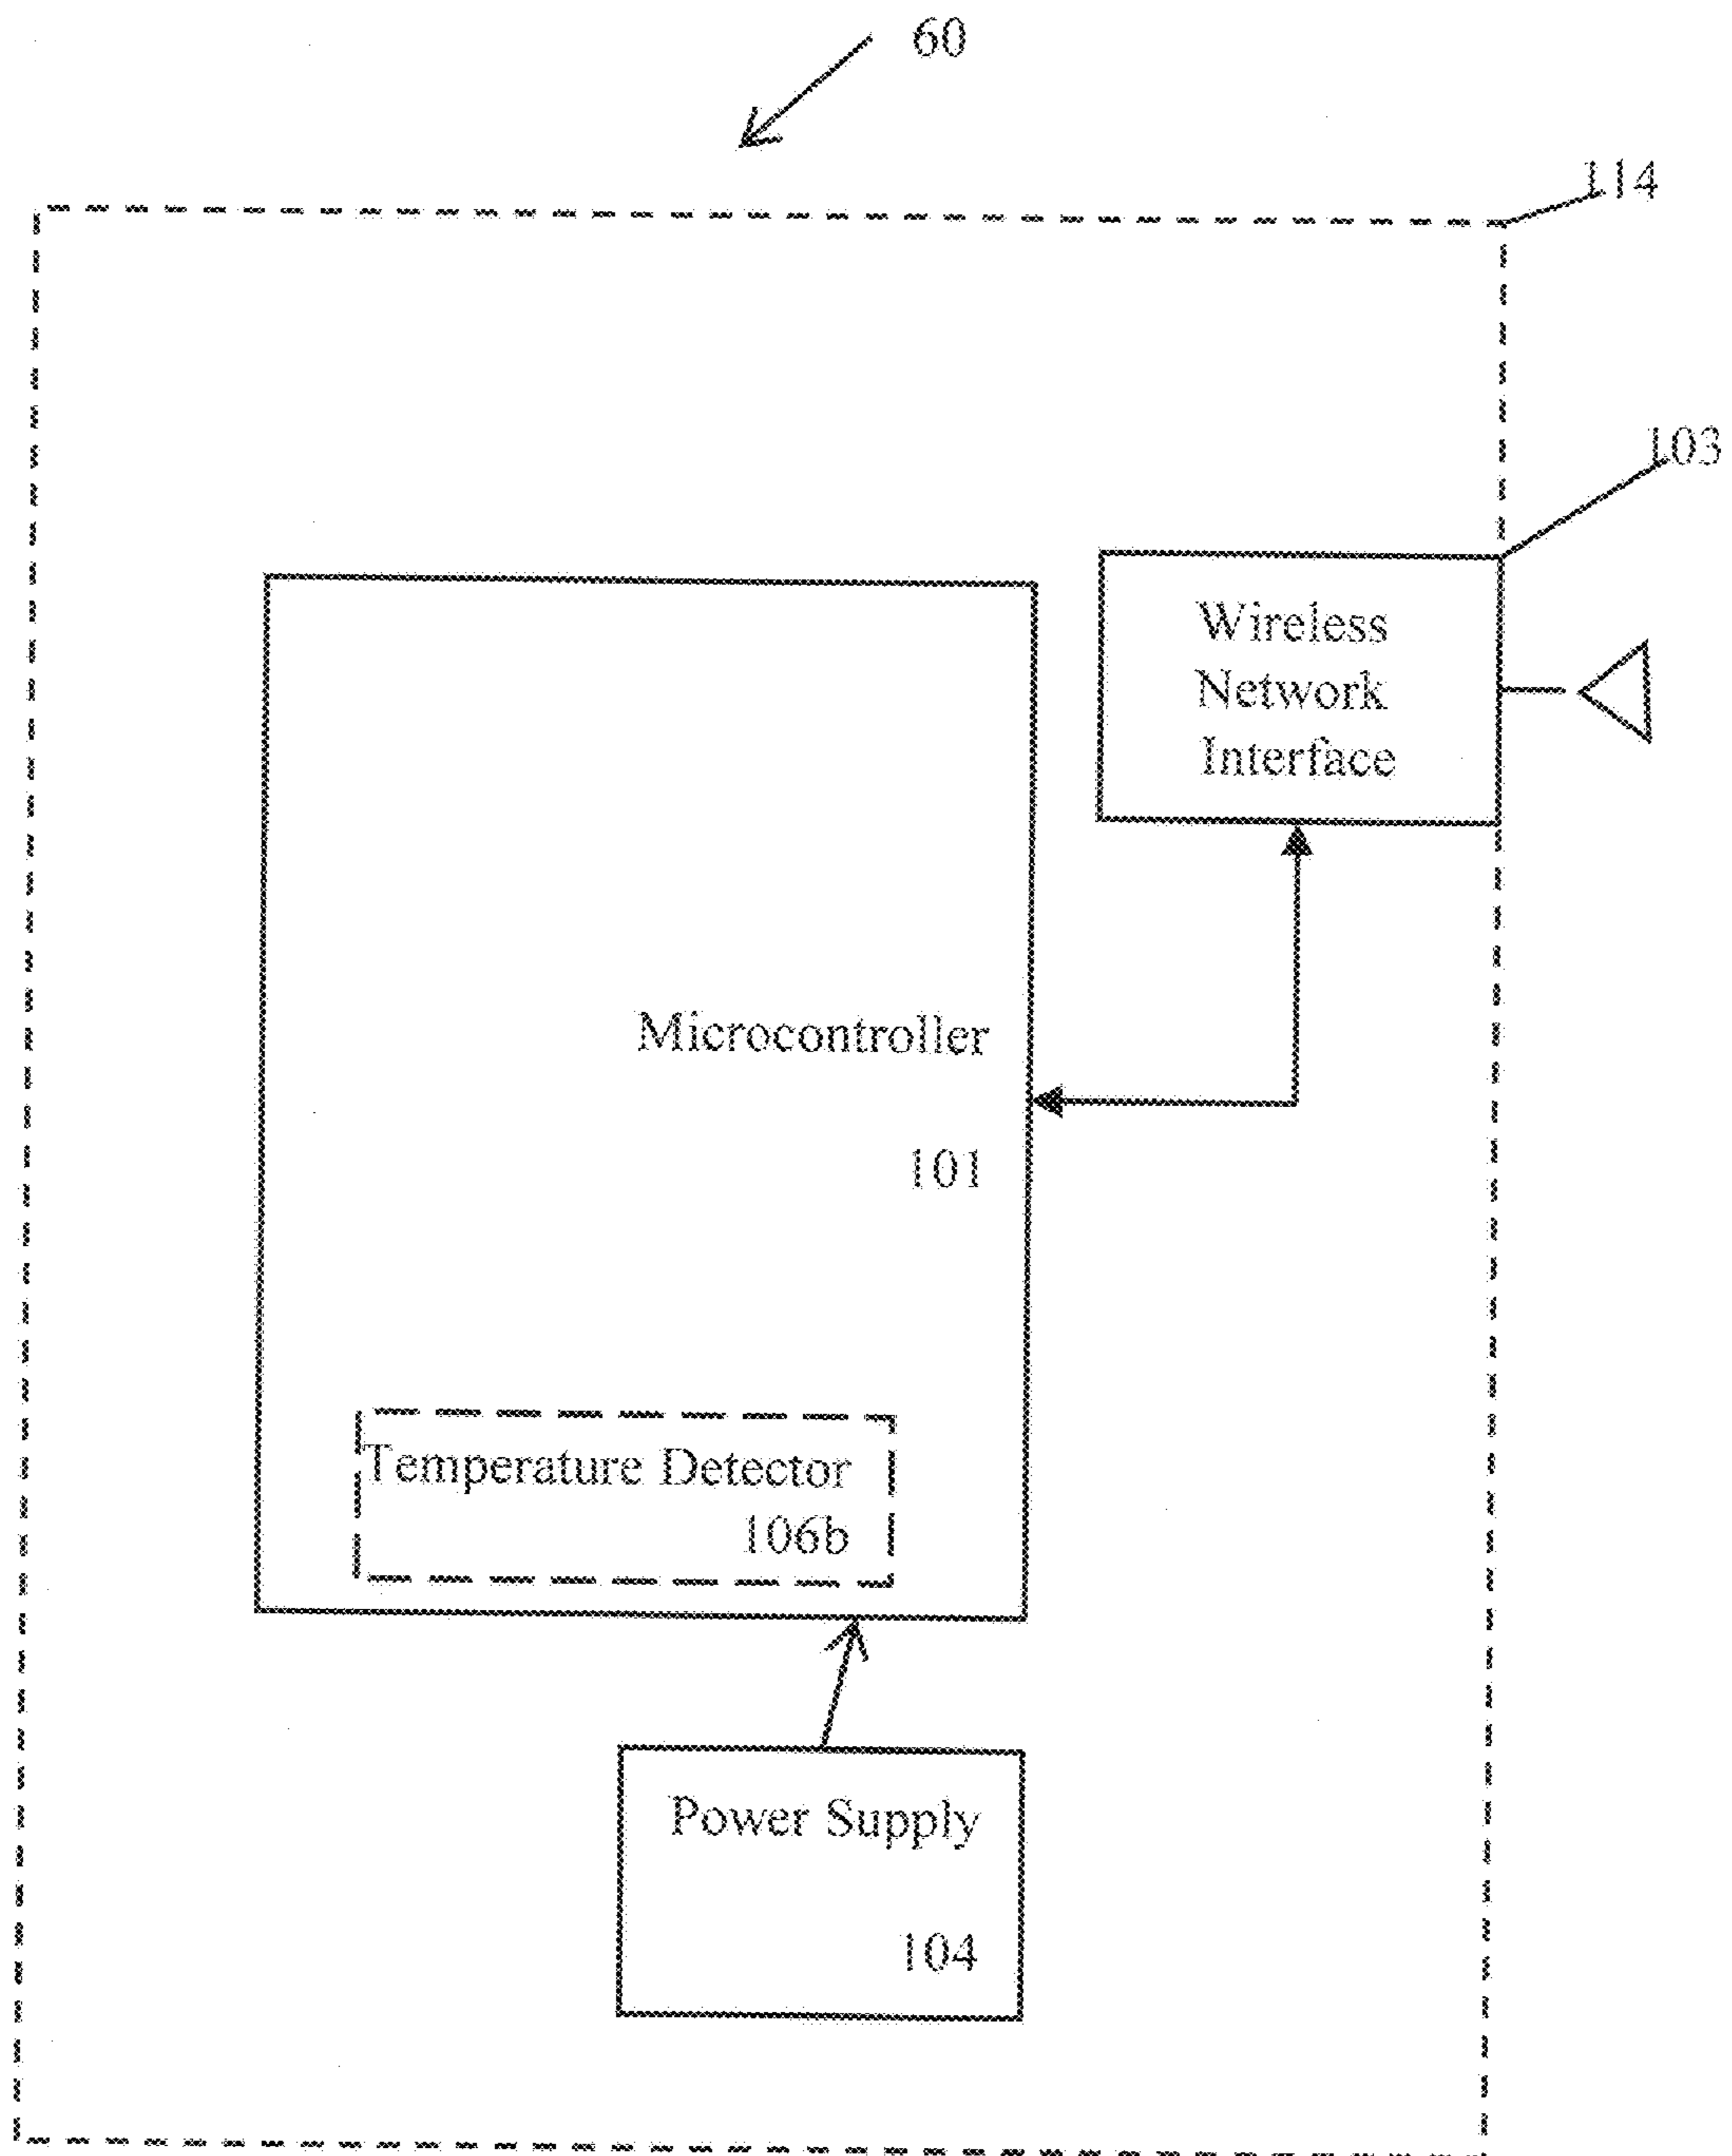 60
114
103
Wireless
Network
Interface
Microcontroller
101
Temperature Detector
106b
Power Supply
104